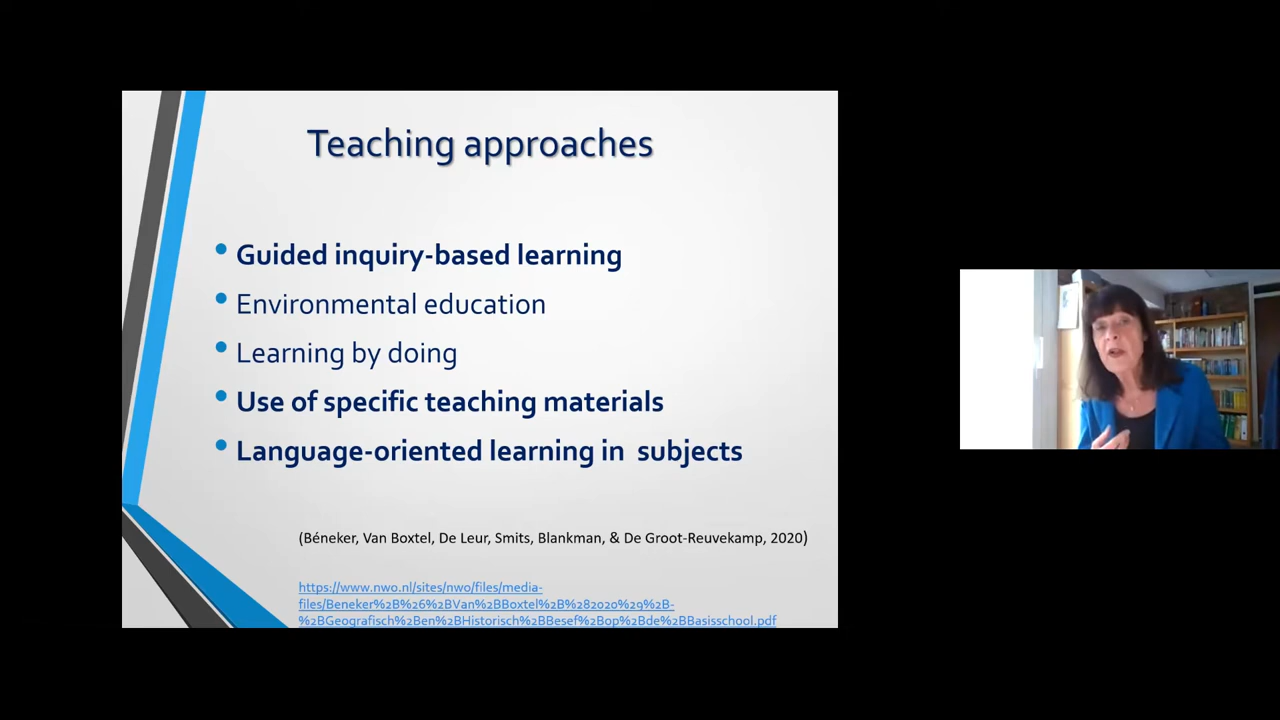 Teaching approaches
• Guided inquiry-based learning
• Environmental education
• Learning by doing
• Use of specific teaching materials
• Language-oriented learning in  subjects
(Béneker, Van Boxtel, De Leur, Smits, Blankman, & De Groot-Reuvekamp, 2020)
https://www.nwo.nl/sites/nwo/files/media-
files/Beneker%2B%26%2BVan%2BBoxtel%2B%282020%29%2B-
%2BGeografisch%2Ben%2BHistorisch%2BBesef%2Bop%2Bde%2BBasisschool.pdf